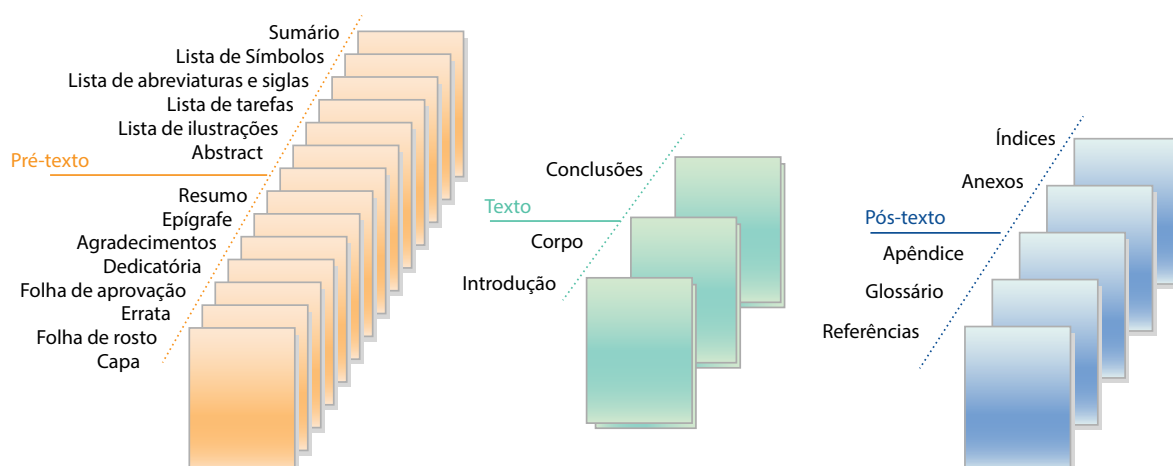 Sumário
Lista de Símbolos
Lista de abreviaturas e siglas
Lista de tarefas
Lista de ilustrações
Abstract
Pré-texto
Resumo
Epígrafe
Agradecimentos
Dedicatória
Folha de aprovação
Errata
Folha de rosto
Capa
Conclusões
Texto
Corpo
Introdução
Índices
Anexos
Pós-texto
Apêndice
Glossário
Referências